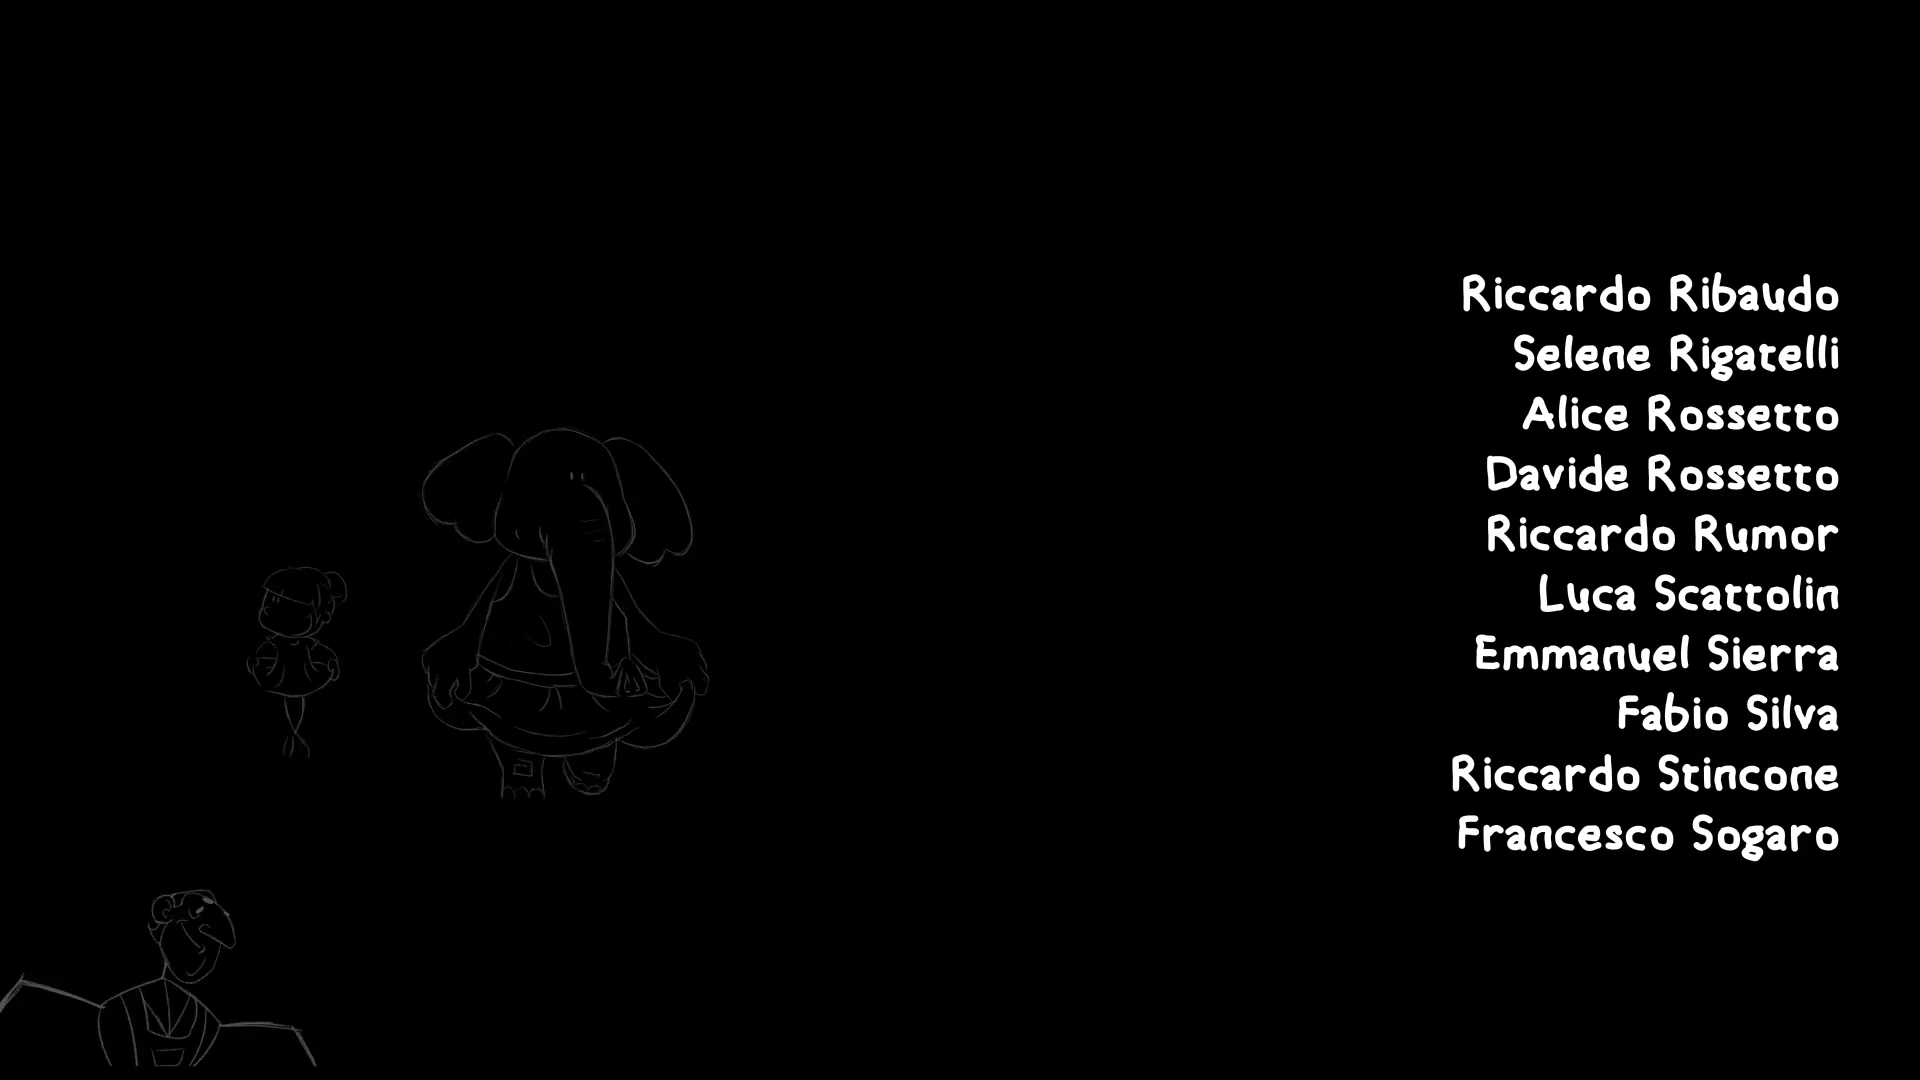 Riccardo Ribaudo
Selene Rigatelli
Alice Rossetto
Davide Rossetto
Riccardo Rumor
Luca Scattolin
Emmanuel Sierra
Fabio Silva
Riccardo Stincone
Francesco Sogaro